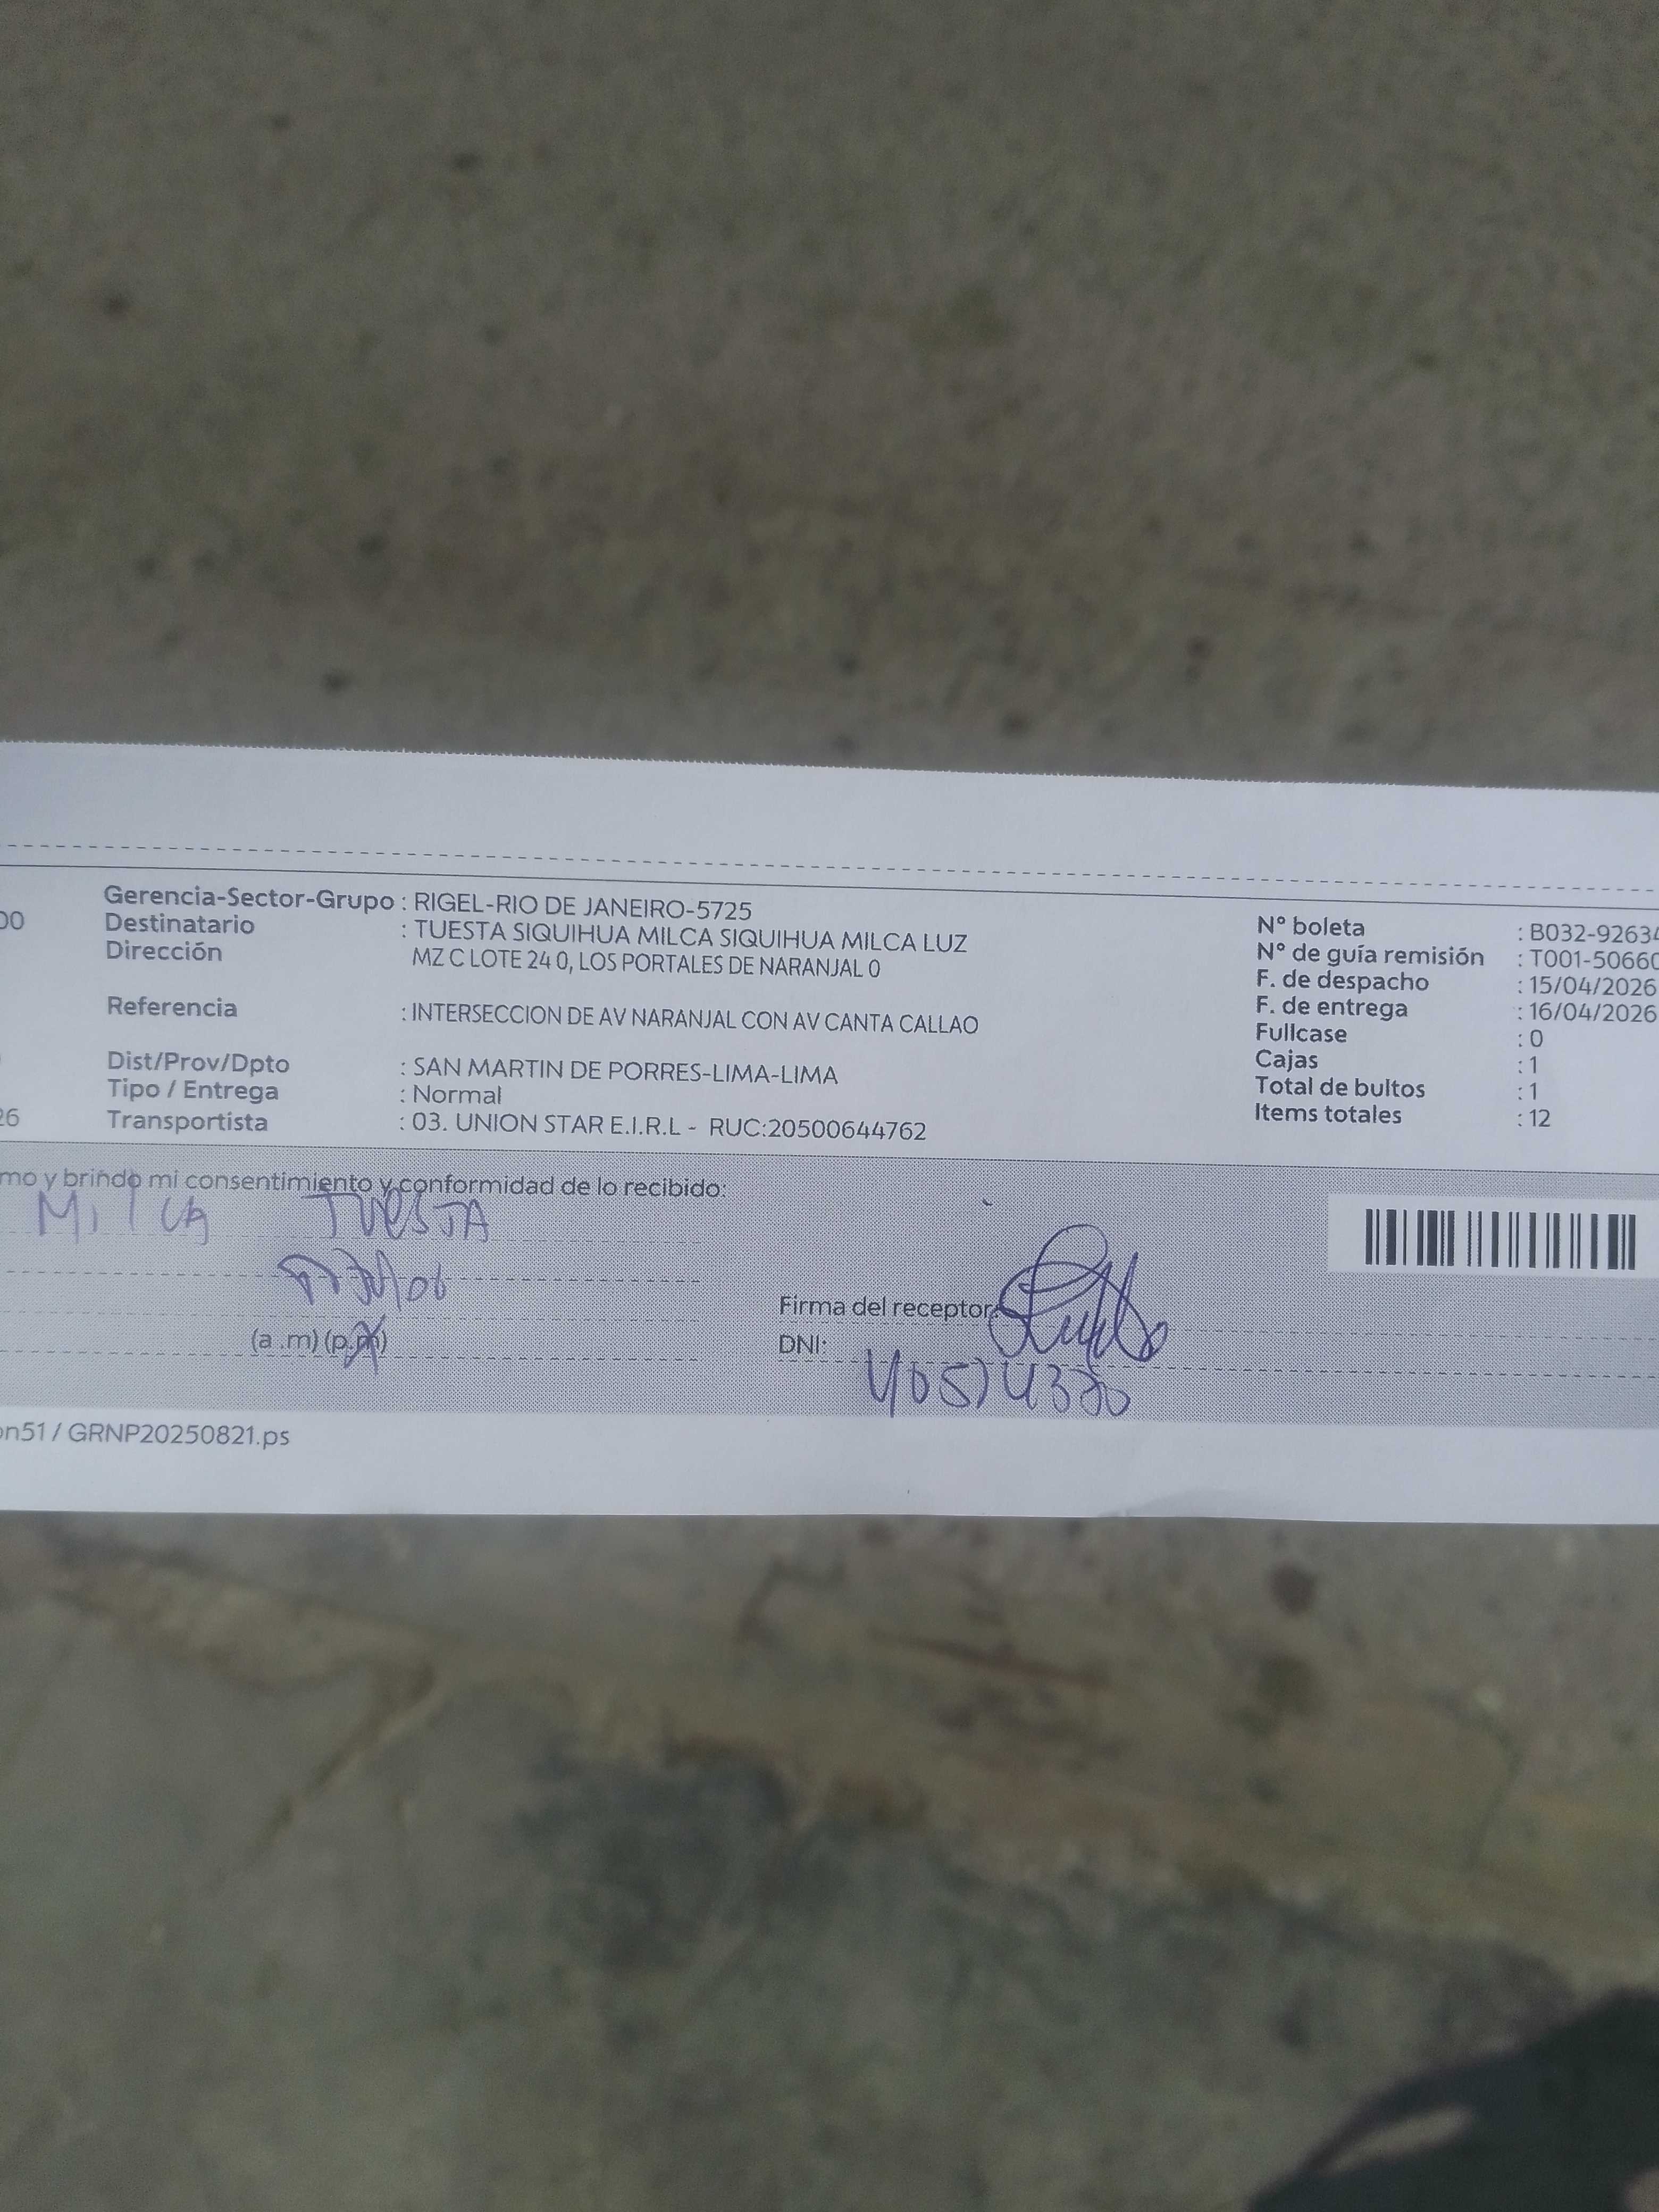 Gerencia-Sector-Grupo : RIGEL-RIO DE JANEIRO-5725
00 Destinatario : TUESTA SIQUIHUA MILCA SIQUIHUA MILCA LUZ
Dirección MZ C LOTE 24 0, LOS PORTALES DE NARANJAL 0
Referencia : INTERSECCION DE AV NARANJAL CON AV CANTA CALLAO
Dist/Prov/Dpto : SAN MARTIN DE PORRES-LIMA-LIMA
Tipo / Entrega : Normal
26 Transportista : 03. UNION STAR E.I.R.L - RUC:20500644762
N° boleta : B032-92634
N° de guía remisión : T001-50660
F. de despacho : 15/04/2026
F. de entrega : 16/04/2026
Fullcase : 0
Cajas : 1
Total de bultos : 1
Items totales : 12
mo y brindo mi consentimiento y conformidad de lo recibido:
MILCA TUESTA
Firma del receptor
(a .m) (p.m)
DNI:
on51 / GRNP20250821.ps